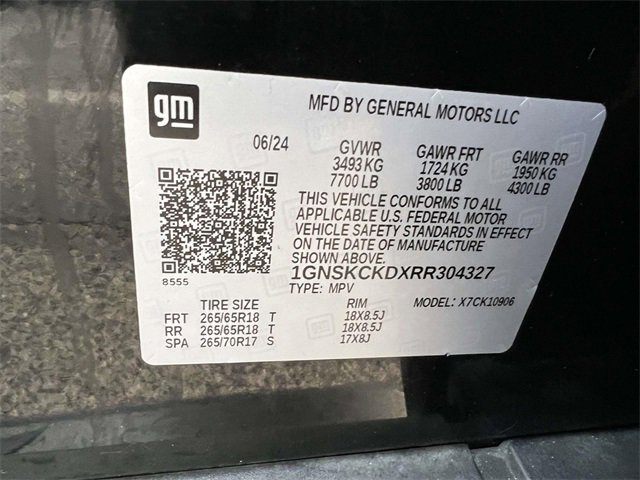 gm
MFD BY GENERAL MOTORS LLC
06/24 GVWR GAWR FRT GAWR RR
3493 KG 1724 KG 1950 KG
7700 LB 3800 LB 4300 LB
THIS VEHICLE CONFORMS TO ALL
APPLICABLE U.S. FEDERAL MOTOR
VEHICLE SAFETY STANDARDS IN EFFECT
ON THE DATE OF MANUFACTURE
SHOWN ABOVE.
1GNSKCKDXRR304327
8555
TYPE: MPV MODEL: X7CK10906
TIRE SIZE RIM
FRT 265/65R18 T 18X8.5J
RR 265/65R18 T 18X8.5J
SPA 265/70R17 S 17X8J